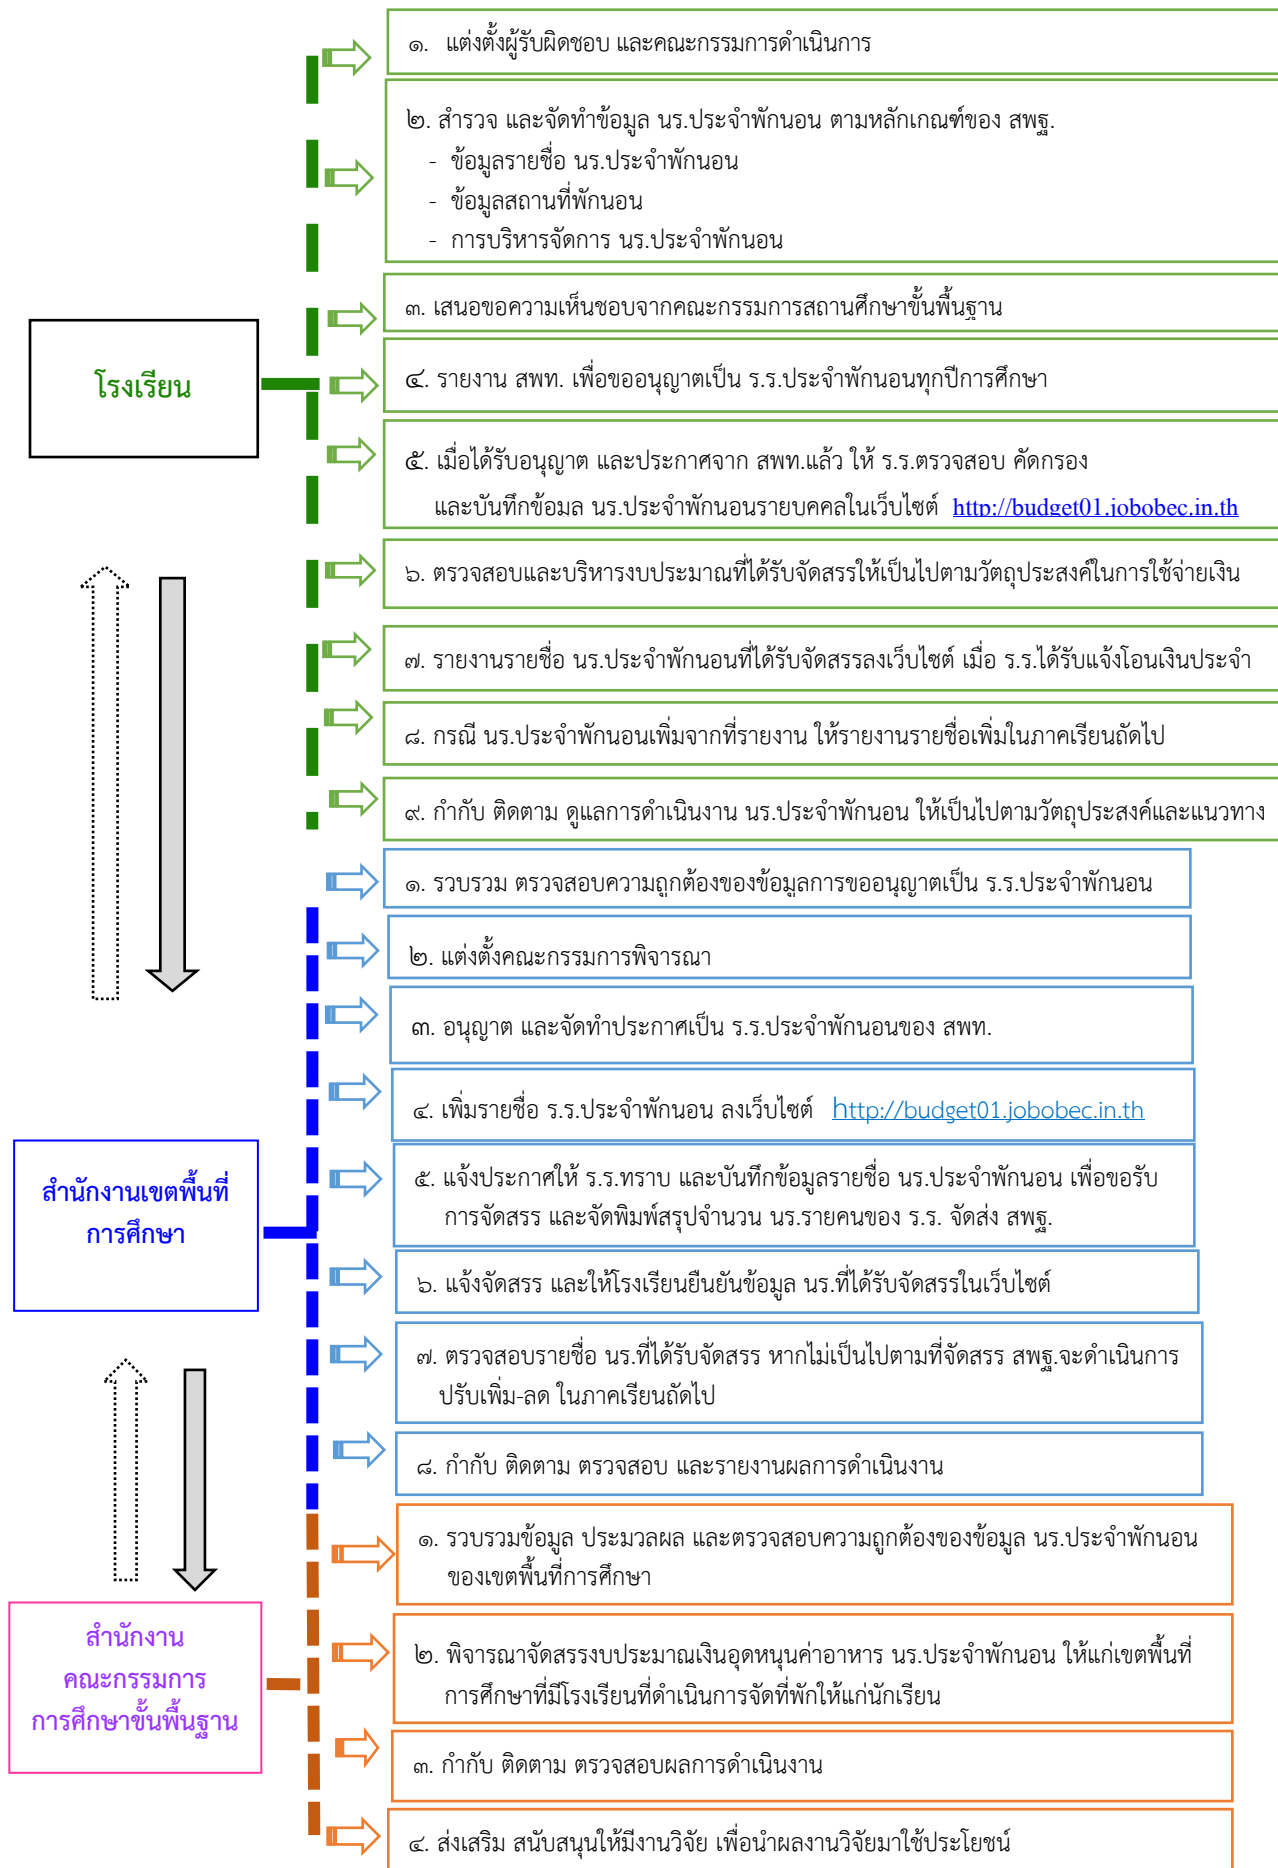 ๑. แต่งตั้งผู้รับผิดชอบ และคณะกรรมการดำเนินการ
๒. สำรวจ และจัดทำข้อมูล นร.ประจำพักนอน ตามหลักเกณฑ์ของ สพฐ.
- ข้อมูลรายชื่อ นร.ประจำพักนอน
- ข้อมูลสถานที่พักนอน
- การบริหารจัดการ นร.ประจำพักนอน
๓. เสนอขอความเห็นชอบจากคณะกรรมการสถานศึกษาขั้นพื้นฐาน
โรงเรียน
๔. รายงาน สพท. เพื่อขออนุญาตเป็น ร.ร.ประจำพักนอนทุกปีการศึกษา
๕. เมื่อได้รับอนุญาต และประกาศจาก สพท.แล้ว ให้ ร.ร.ตรวจสอบ คัดกรอง
และบันทึกข้อมูล นร.ประจำพักนอนรายบุคคลในเว็บไซต์ http://budget01.jobobec.in.th
๖. ตรวจสอบและบริหารงบประมาณที่ได้รับจัดสรรให้เป็นไปตามวัตถุประสงค์ในการใช้จ่ายเงิน
๗. รายงานรายชื่อ นร.ประจำพักนอนที่ได้รับจัดสรรลงเว็บไซต์ เมื่อ ร.ร.ได้รับแจ้งโอนเงินประจำ
๘. กรณี นร.ประจำพักนอนเพิ่มจากที่รายงาน ให้รายงานรายชื่อเพิ่มในภาคเรียนถัดไป
๙. กำกับ ติดตาม ดูแลการดำเนินงาน นร.ประจำพักนอน ให้เป็นไปตามวัตถุประสงค์และแนวทาง
๑. รวบรวม ตรวจสอบความถูกต้องของข้อมูลการขออนุญาตเป็น ร.ร.ประจำพักนอน
๒. แต่งตั้งคณะกรรมการพิจารณา
๓. อนุญาต และจัดทำประกาศเป็น ร.ร.ประจำพักนอนของ สพท.
๔. เพิ่มรายชื่อ ร.ร.ประจำพักนอน ลงเว็บไซต์ http://budget01.jobobec.in.th
สำนักงานเขตพื้นที่
การศึกษา
๕. แจ้งประกาศให้ ร.ร.ทราบ และบันทึกข้อมูลรายชื่อ นร.ประจำพักนอน เพื่อขอรับ
การจัดสรร และจัดพิมพ์สรุปจำนวน นร.รายคนของ ร.ร. จัดส่ง สพฐ.
๖. แจ้งจัดสรร และให้โรงเรียนยืนยันข้อมูล นร.ที่ได้รับจัดสรรในเว็บไซต์
๗. ตรวจสอบรายชื่อ นร.ที่ได้รับจัดสรร หากไม่เป็นไปตามที่จัดสรร สพฐ.จะดำเนินการ
ปรับเพิ่ม-ลด ในภาคเรียนถัดไป
๘. กำกับ ติดตาม ตรวจสอบ และรายงานผลการดำเนินงาน
๑. รวบรวมข้อมูล ประมวลผล และตรวจสอบความถูกต้องของข้อมูล นร.ประจำพักนอน
ของเขตพื้นที่การศึกษา
สำนักงาน
คณะกรรมการ
การศึกษาขั้นพื้นฐาน
๒. พิจารณาจัดสรรงบประมาณเงินอุดหนุนค่าอาหาร นร.ประจำพักนอน ให้แก่เขตพื้นที่
การศึกษาที่มีโรงเรียนที่ดำเนินการจัดที่พักให้แก่นักเรียน
๓. กำกับ ติดตาม ตรวจสอบผลการดำเนินงาน
๔. ส่งเสริม สนับสนุนให้มีงานวิจัย เพื่อนำผลงานวิจัยมาใช้ประโยชน์